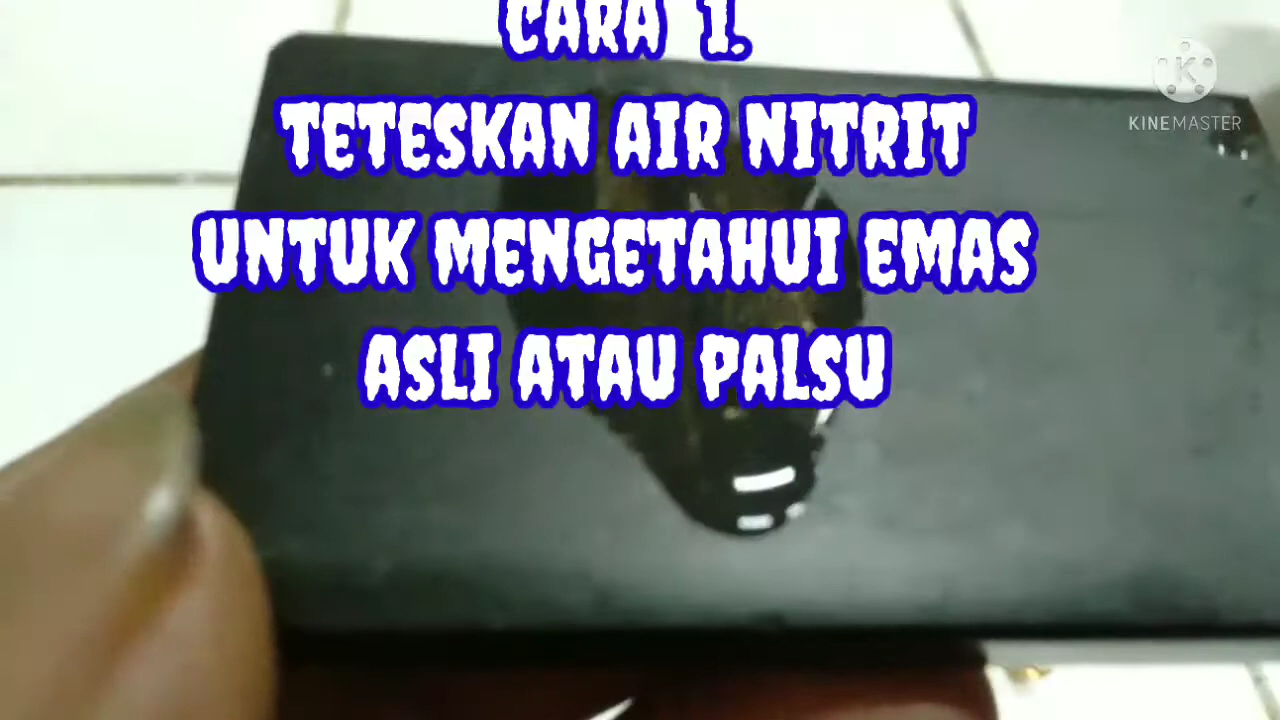 CARA 1.
TETESKAN AIR NITRIT
UNTUK MENGETAHUI EMAS
ASLI ATAU PALSU
KINEMASTER